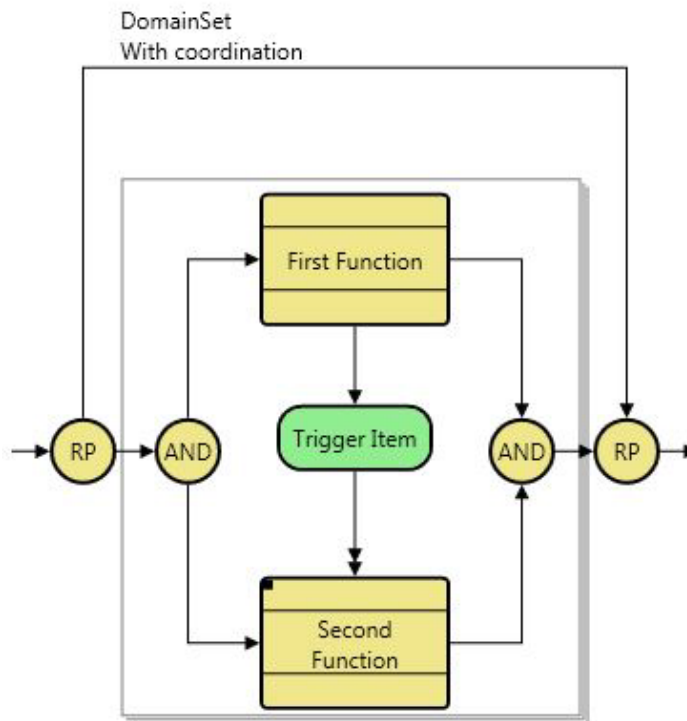 DomainSet
With coordination
First Function
RP
AND
Trigger Item
AND
RP
Second
Function